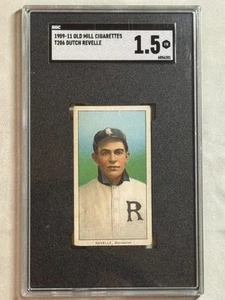 SGC
1909-11 OLD MILL CIGARETTES
T206 DUTCH REVELLE
1.5
R
REVELLE, RICHMOND